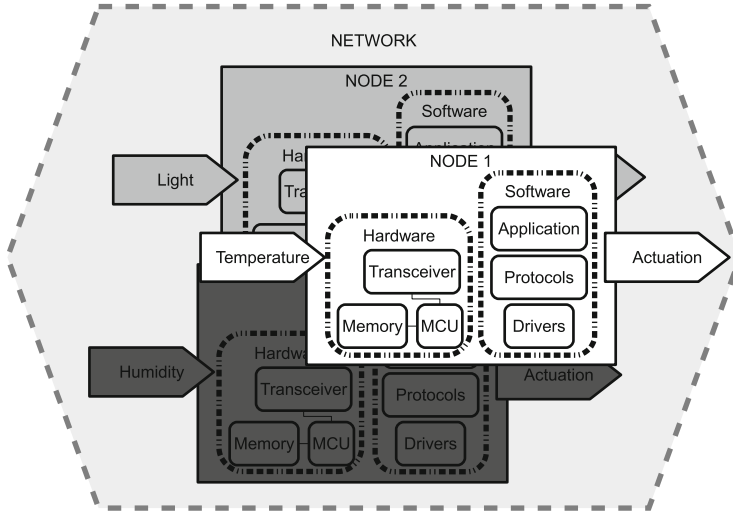 NETWORK
NODE 2
Software
Light
NODE 1
Software
Application
Hardware
Temperature
Transceiver
Protocols
Actuation
Memory
MCU
Drivers
Humidity
Transceiver
Protocols
Actuation
Memory
MCU
Drivers